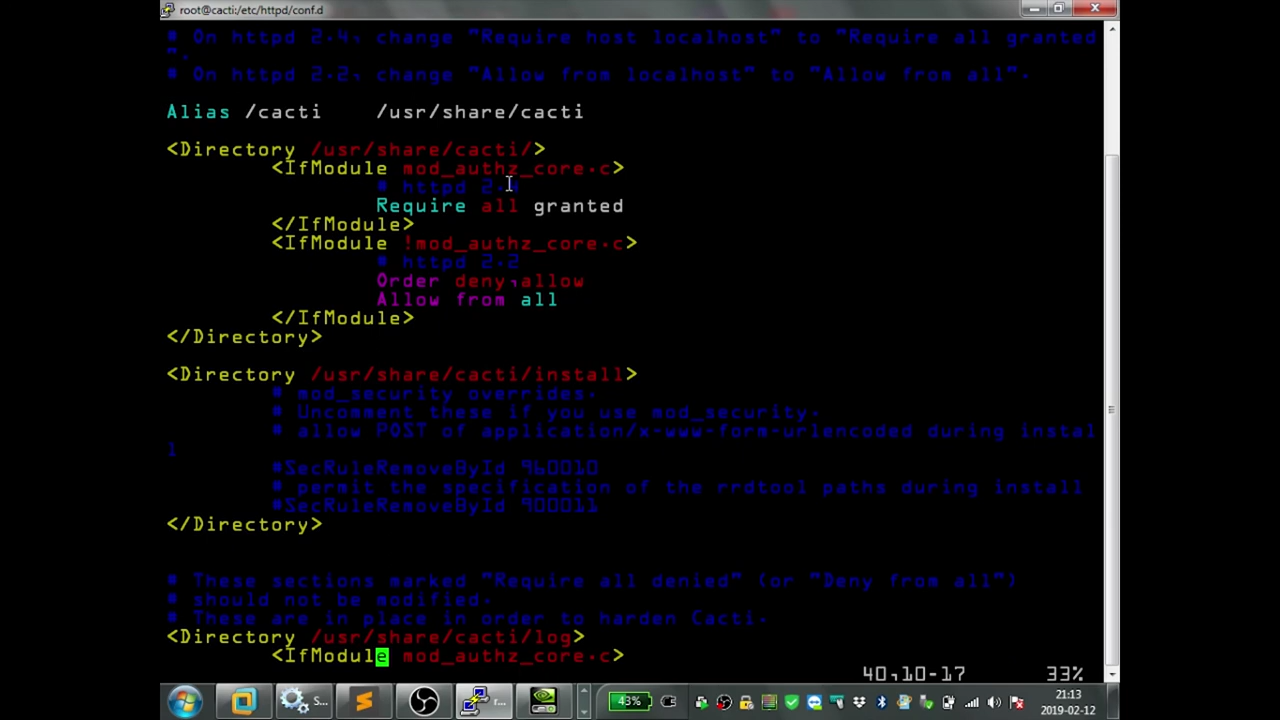 root@cacti:/etc/httpd/conf.d
# On httpd 2.4, change "Require host localhost" to "Require all granted
".
# On httpd 2.2, change "Allow from localhost" to "Allow from all".
Alias /cacti    /usr/share/cacti
<Directory /usr/share/cacti/>
<IfModule mod_authz_core.c>
# httpd 2.
Require all granted
</IfModule>
<IfModule !mod_authz_core.c>
# httpd 2.2
Order deny,allow
Allow from all
</IfModule>
</Directory>
<Directory /usr/share/cacti/install>
# mod_security overrides.
# Uncomment these if you use mod_security.
# allow POST of application/x-www-form-urlencoded during instal
l
#SecRuleRemoveById 960010
# permit the specification of the rrdtool paths during install
#SecRuleRemoveById 900011
</Directory>
# These sections marked "Require all denied" (or "Deny from all")
# should not be modified.
# These are in place in order to harden Cacti.
<Directory /usr/share/cacti/log>
<IfModule mod_authz_core.c>
40,10-17 33%
S... r... 43% 21:13
2019-02-12